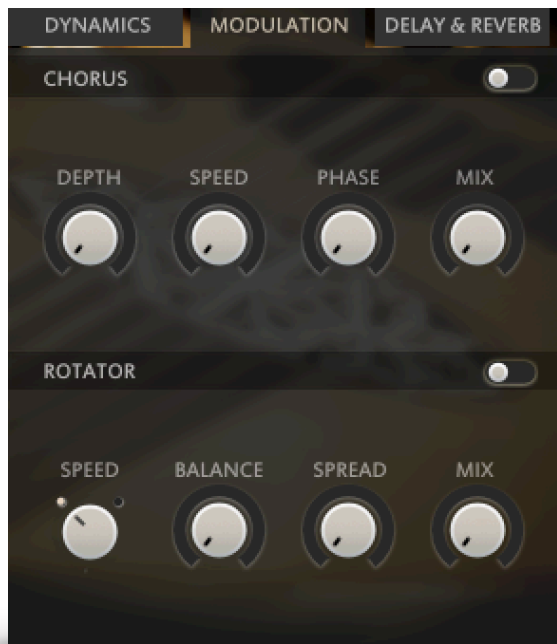 DYNAMICS MODULATION DELAY & REVERB
CHORUS
DEPTH SPEED PHASE MIX
ROTATOR
SPEED BALANCE SPREAD MIX